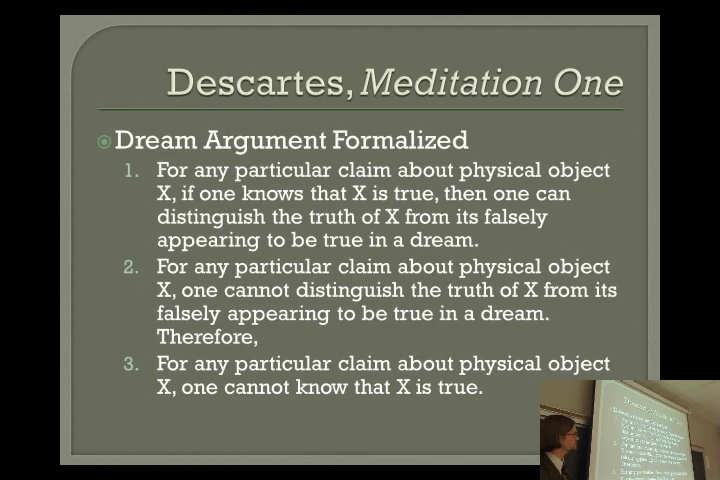 Descartes, Meditation One
Dream Argument Formalized
1. For any particular claim about physical object
X, if one knows that X is true, then one can
distinguish the truth of X from its falsely
appearing to be true in a dream.
2. For any particular claim about physical object
X, one cannot distinguish the truth of X from its
falsely appearing to be true in a dream.
Therefore,
3. For any particular claim about physical object
X, one cannot know that X is true.